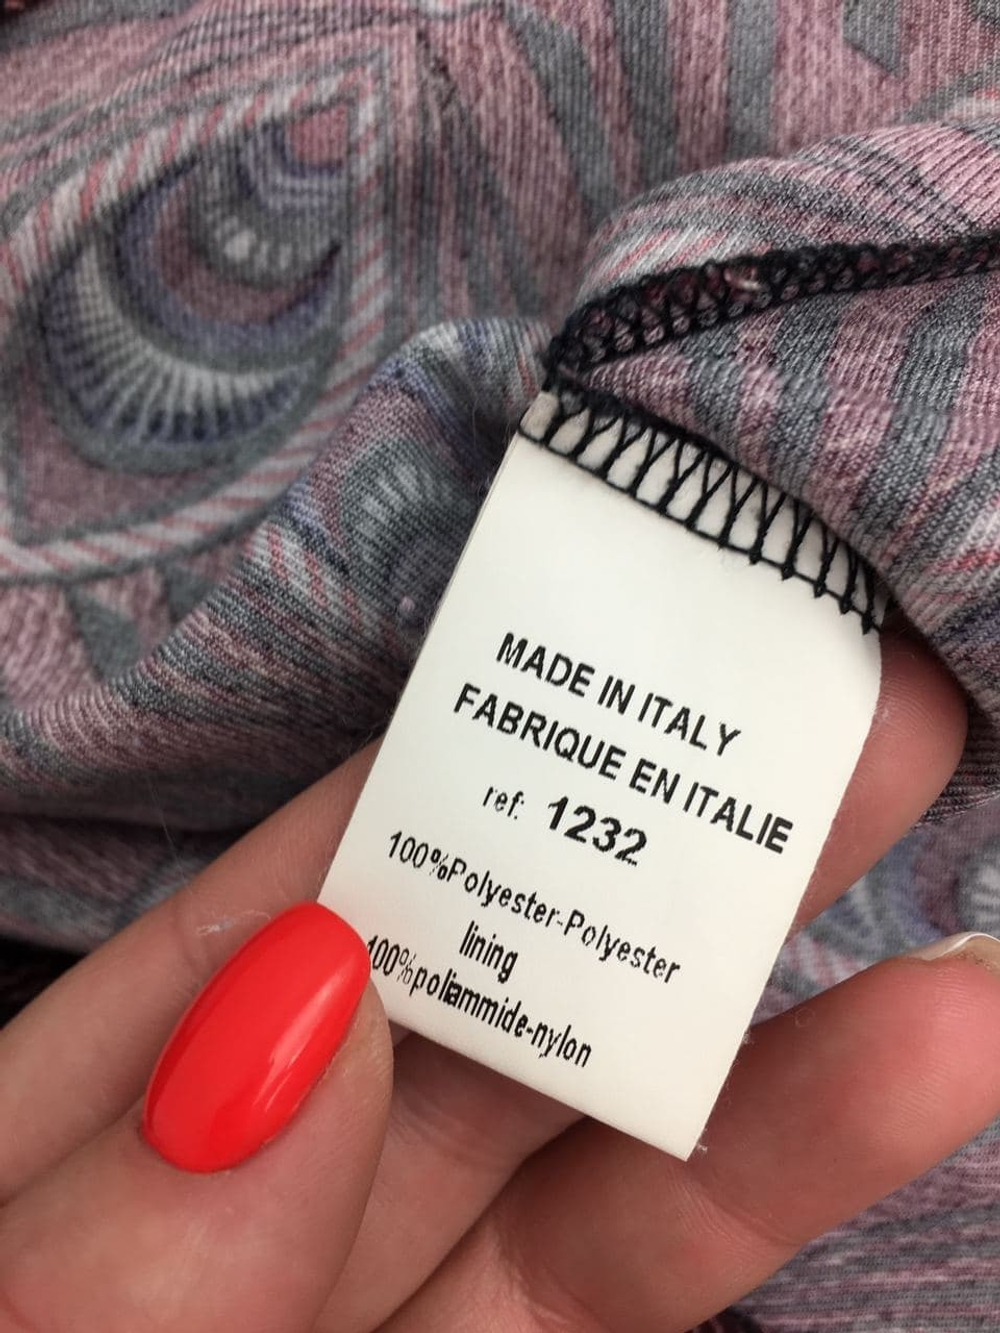 MADE IN ITALY
FABRIQUE EN ITALIE
ref: 1232
100%Polyester-Polyester
lining
100%poliammide-nylon